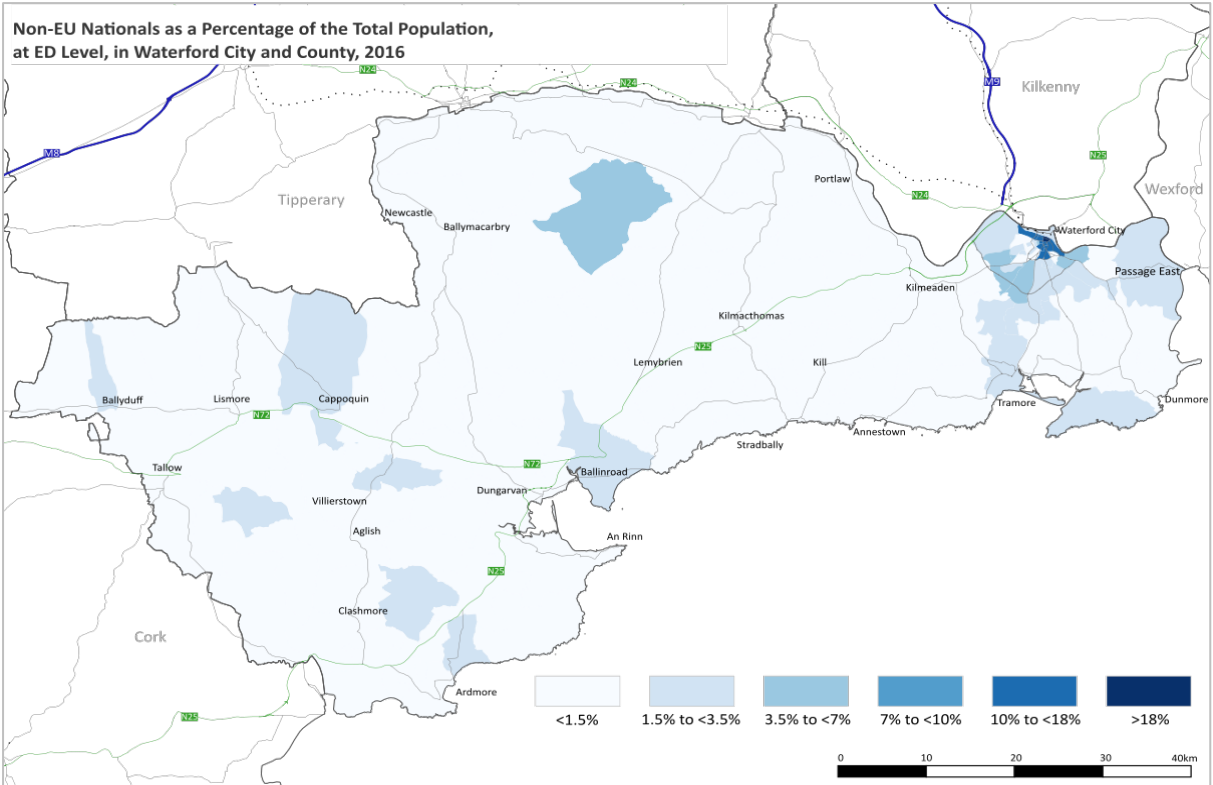 Non-EU Nationals as a Percentage of the Total Population,
at ED Level, in Waterford City and County, 2016
N24
N24
M9
Kilkenny
M8
N25
Portlaw
Wexford
Tipperary
N24
Newcastle
Ballymacarbry
Waterford City
Passage East
Kilmeaden
Kilmacthomas
N25
Lemybrien
Kill
Ballyduff
Lismore
Cappoquin
Tramore
Dunmore
N72
Annestown
Stradbally
Tallow
N72
Ballinroad
Villierstown
Dungarvan
Aglish
An Rinn
N25
Clashmore
Cork
Ardmore
N25
<1.5%
1.5% to <3.5%
3.5% to <7%
7% to <10%
10% to <18%
>18%
0 10 20 30 40km